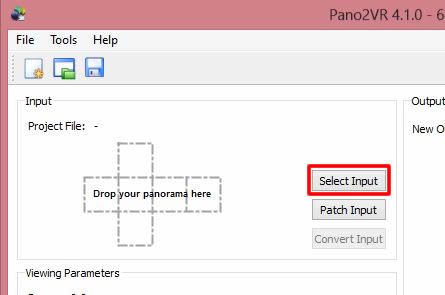 Pano2VR 4.1.0 - 6
File Tools Help
Input
Output
Project File: -
New O
Drop your panorama here
Select Input
Patch Input
Convert Input
Viewing Parameters